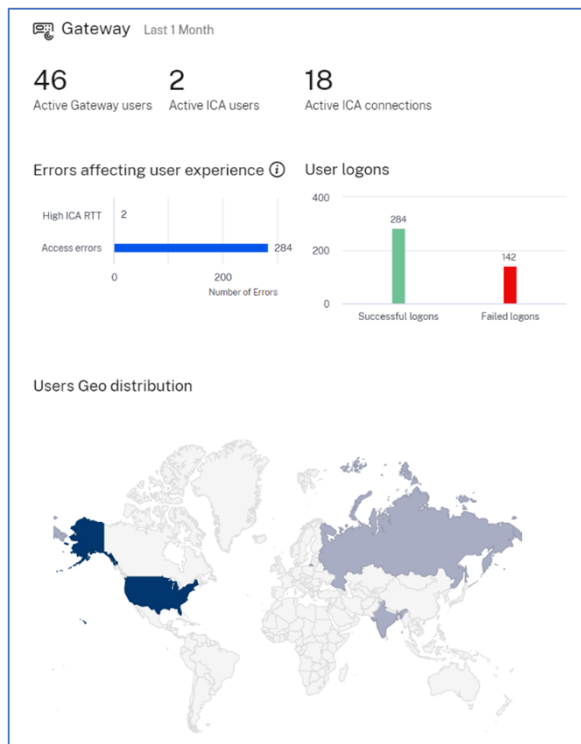 Gateway Last 1 Month
46 2 18
Active Gateway users Active ICA users Active ICA connections
Errors affecting user experience
High ICA RTT 2
Access errors 284
0 200
Number of Errors
User logons
400
284
200
142
0
Successful logons Failed logons
Users Geo distribution